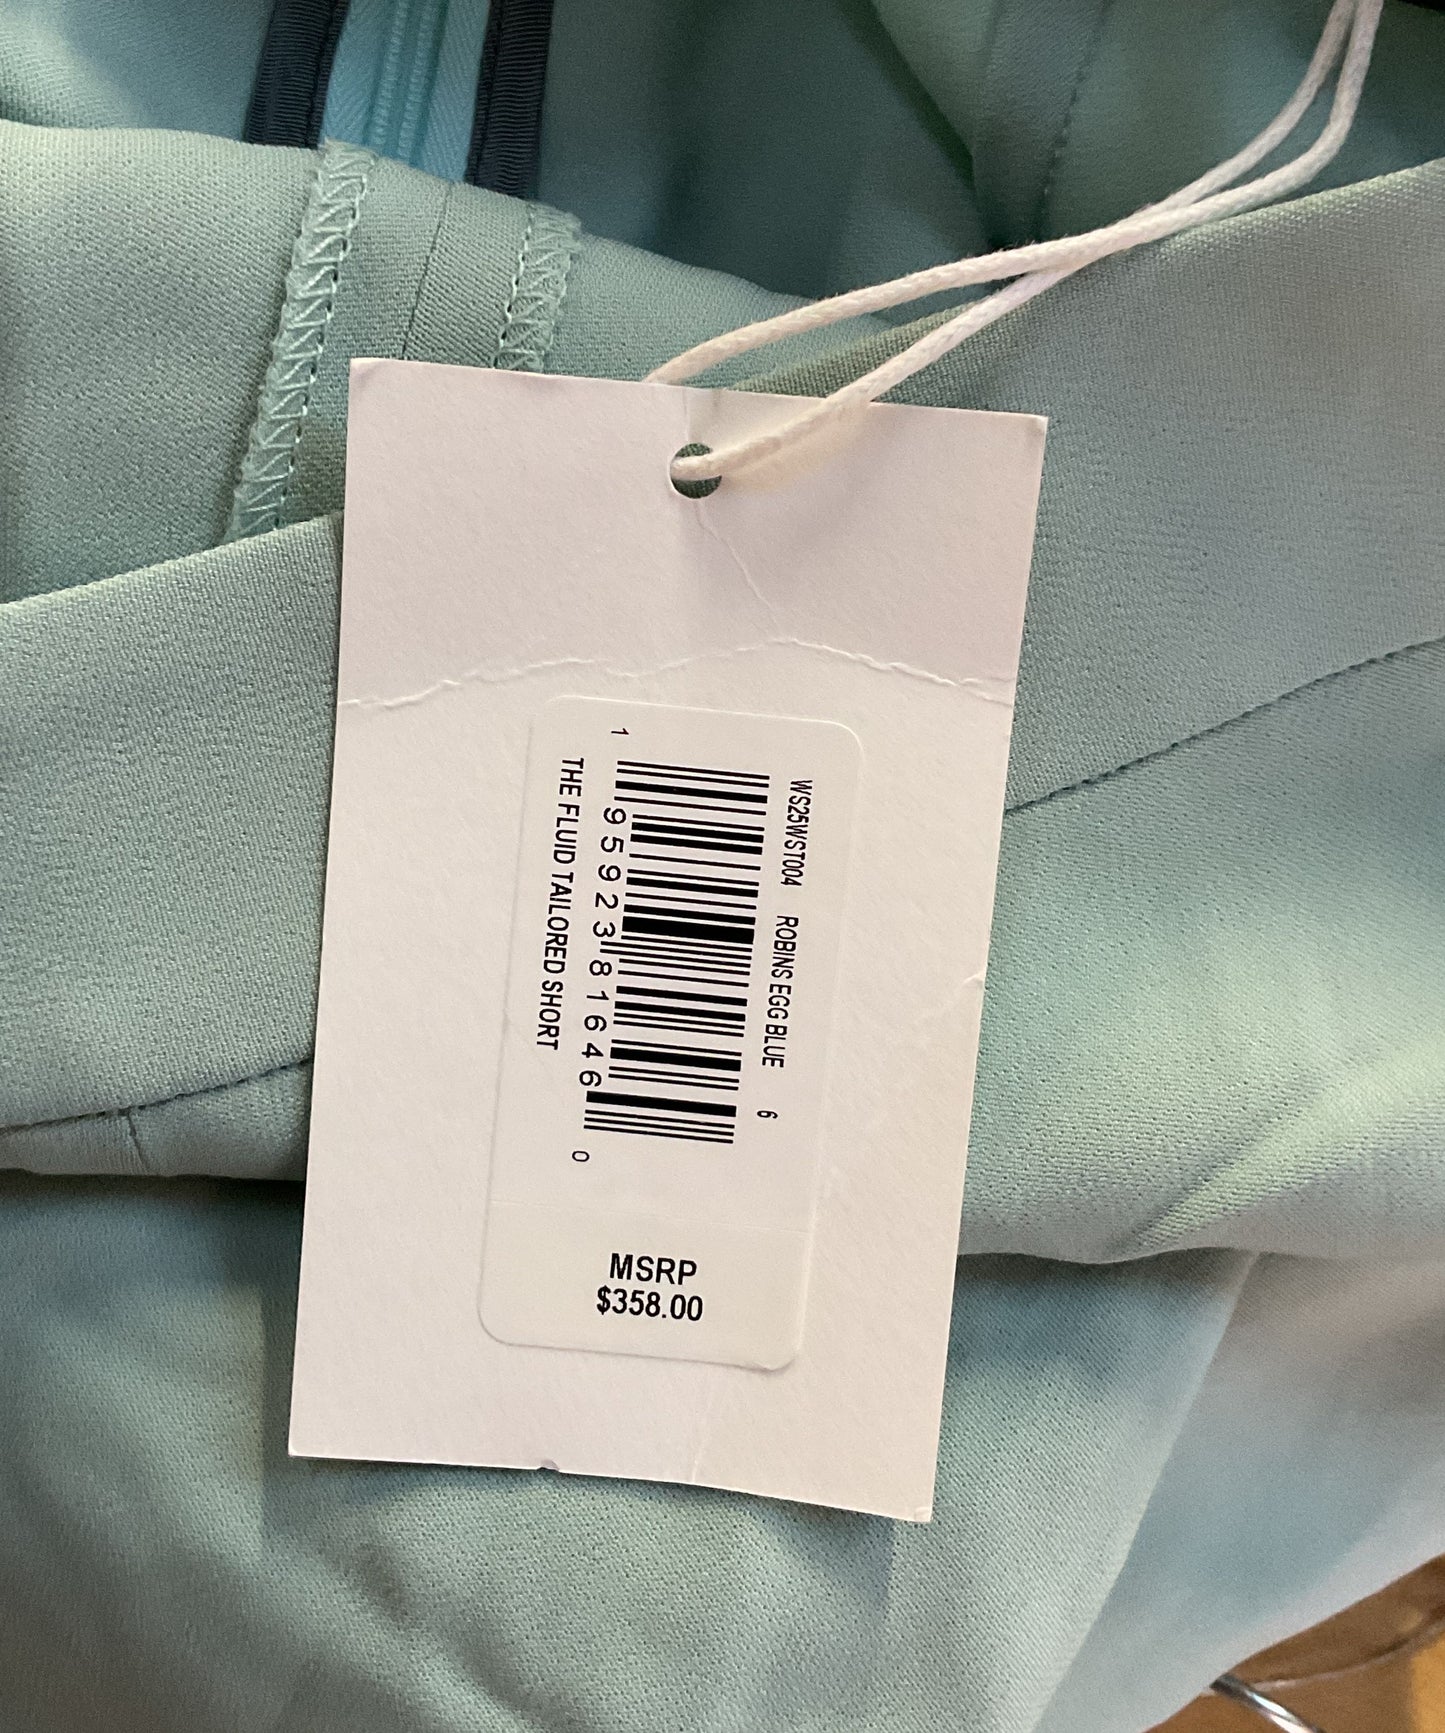 WS25WST004 ROBINS EGG BLUE 6
1 95923 81646 0
THE FLUID TAILORED SHORT
MSRP
$358.00